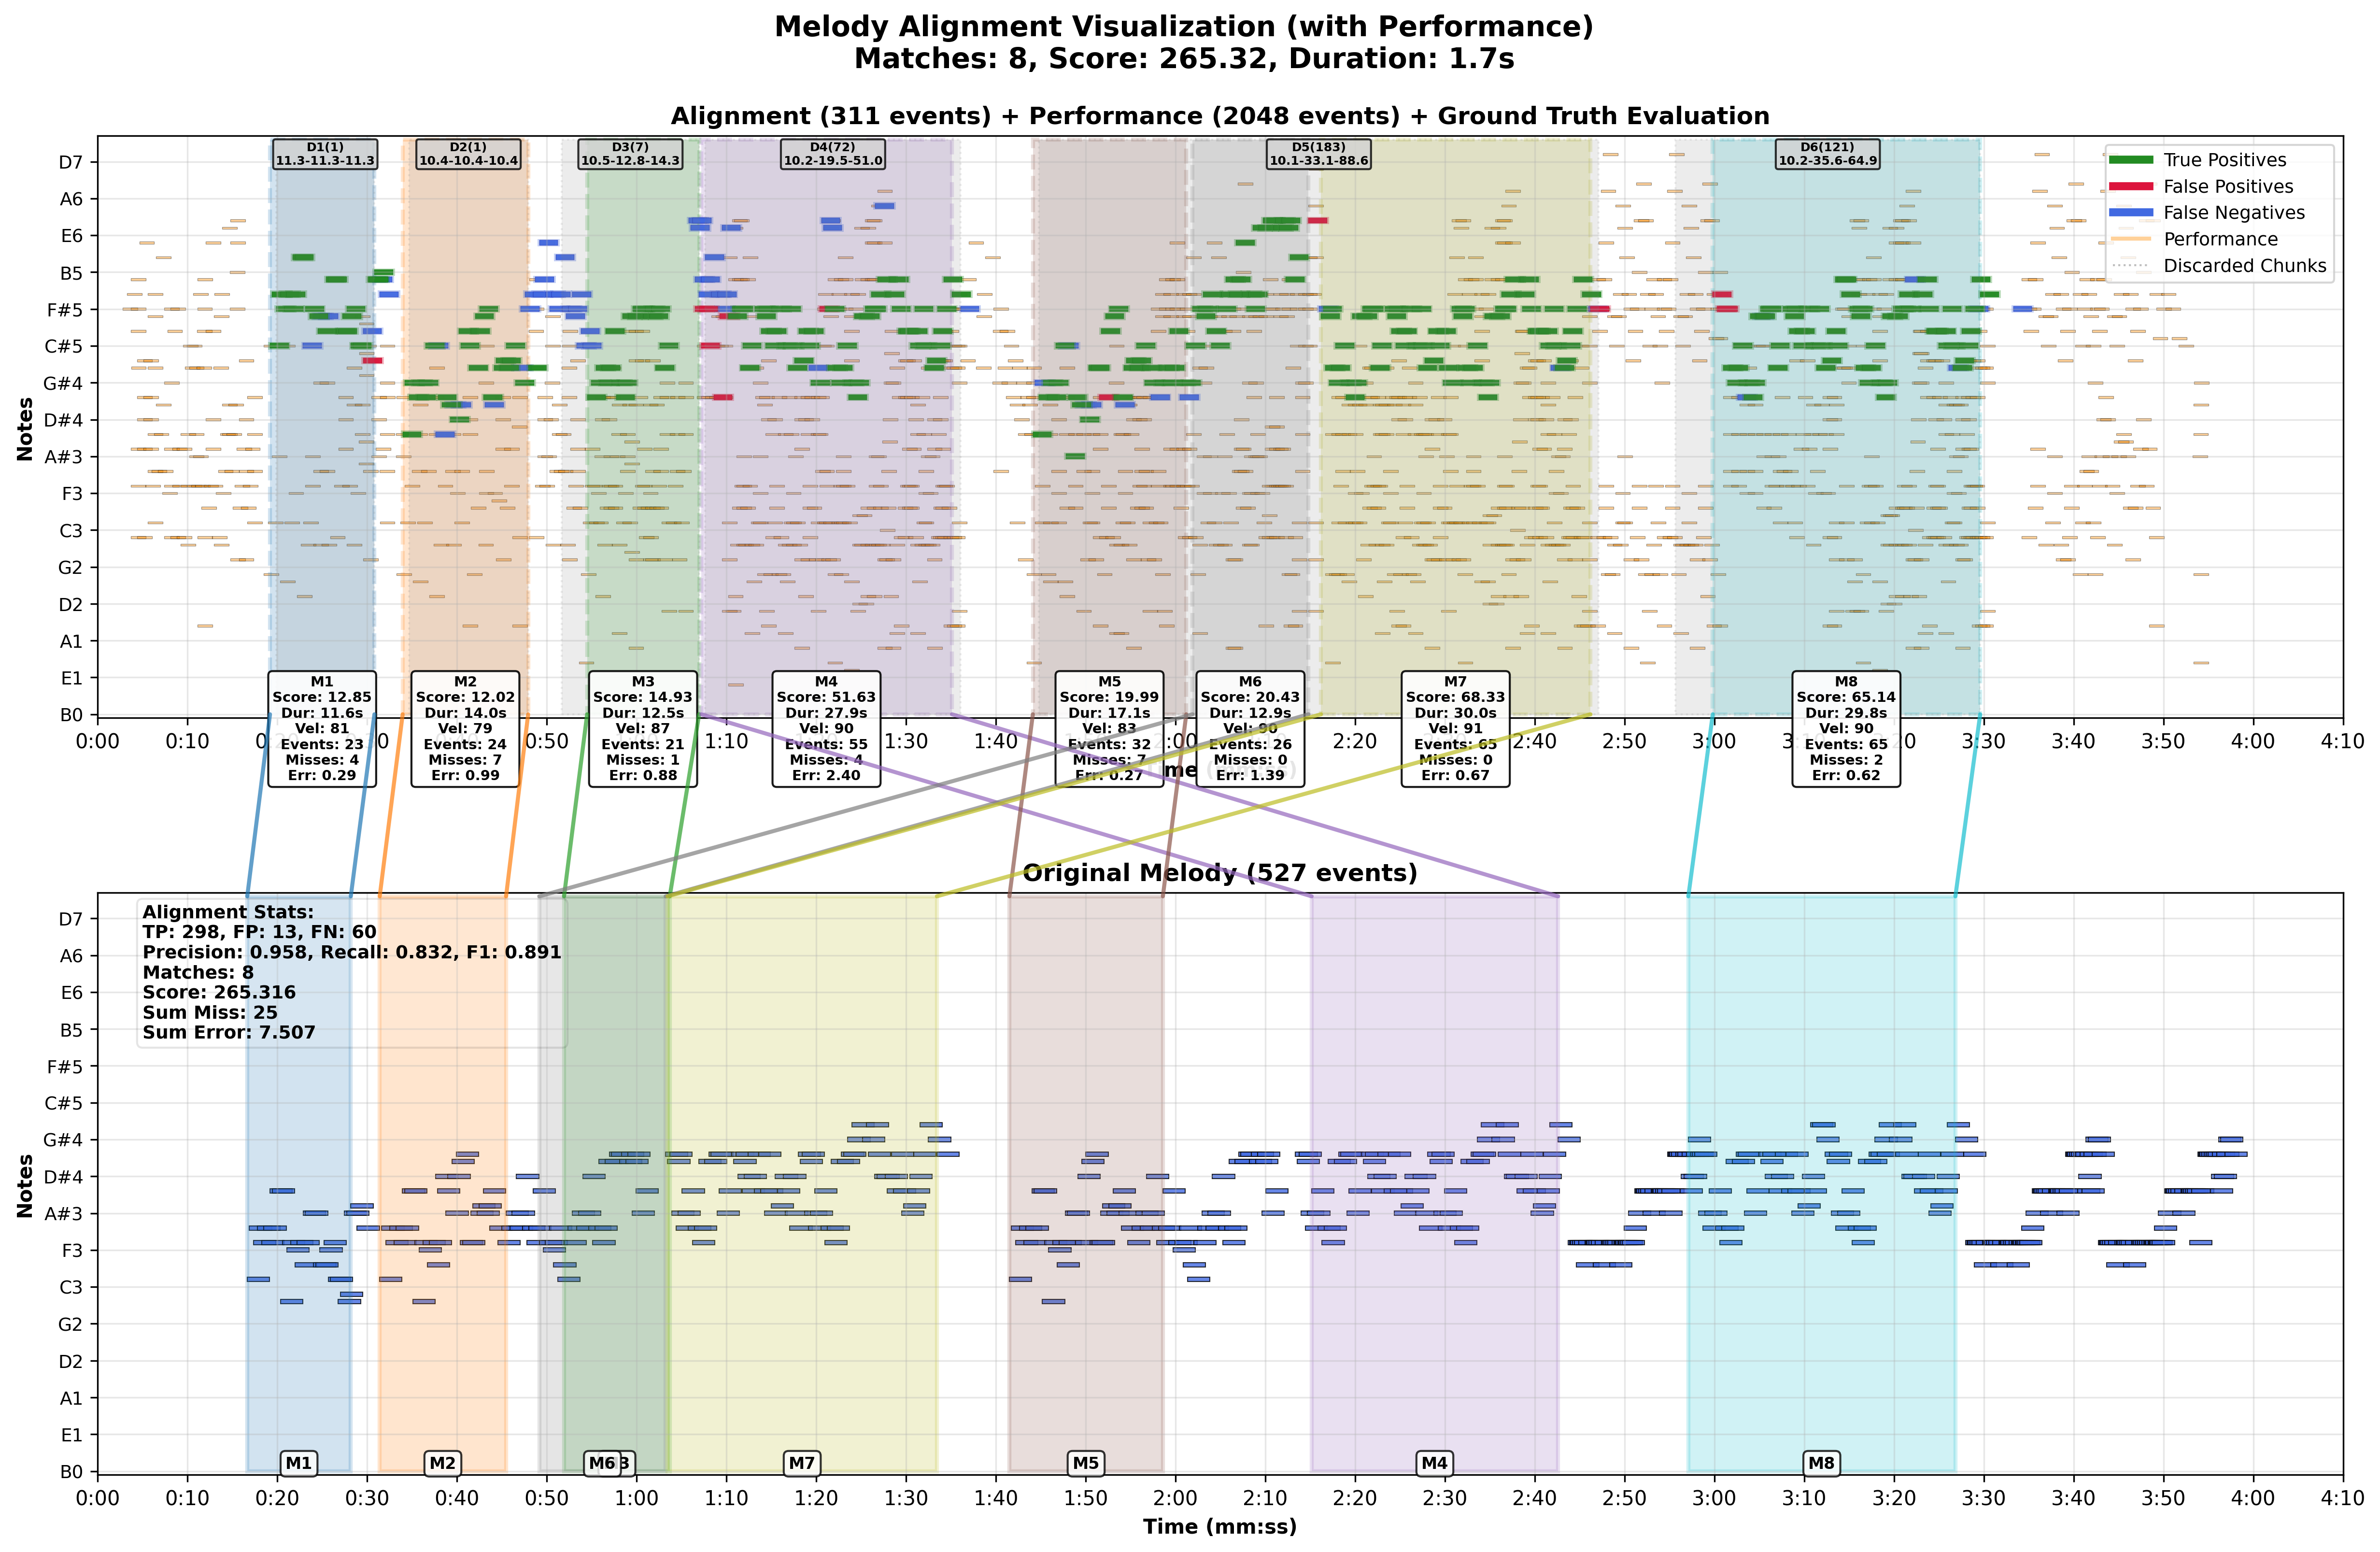 Melody Alignment Visualization (with Performance)
Matches: 8, Score: 265.32, Duration: 1.7s
Alignment (311 events) + Performance (2048 events) + Ground Truth Evaluation
D1(1)
11.3-11.3-11.3
D2(1)
10.4-10.4-10.4
D3(7)
10.5-12.8-14.3
D4(72)
10.2-19.5-51.0
D5(183)
10.1-33.1-88.6
D6(121)
10.2-35.6-64.9
True Positives
False Positives
False Negatives
Performance
Discarded Chunks
Notes
D7
A6
E6
B5
F#5
C#5
G#4
D#4
A#3
F3
C3
G2
D2
A1
E1
B0
M1
Score: 12.85
Dur: 11.6s
Vel: 81
Events: 23
Misses: 4
Err: 0.29
M2
Score: 12.02
Dur: 14.0s
Vel: 79
Events: 24
Misses: 7
Err: 0.99
M3
Score: 14.93
Dur: 12.5s
Vel: 87
Events: 21
Misses: 1
Err: 0.88
M4
Score: 51.63
Dur: 27.9s
Vel: 90
Events: 55
Misses: 4
Err: 2.40
M5
Score: 19.99
Dur: 17.1s
Vel: 83
Events: 32
Misses: 7
Err: 0.27
M6
Score: 20.43
Dur: 12.9s
Vel: 90
Events: 26
Misses: 0
Err: 1.39
M7
Score: 68.33
Dur: 30.0s
Vel: 91
Events: 65
Misses: 0
Err: 0.67
M8
Score: 65.14
Dur: 29.8s
Vel: 90
Events: 65
Misses: 2
Err: 0.62
0:00 0:10 0:50 1:10 1:30 1:40 2:20 2:30 2:40 2:50 3:00 3:20 3:30 3:40 3:50 4:00 4:10
Original Melody (527 events)
Alignment Stats:
TP: 298, FP: 13, FN: 60
Precision: 0.958, Recall: 0.832, F1: 0.891
Matches: 8
Score: 265.316
Sum Miss: 25
Sum Error: 7.507
Notes
D7
A6
E6
B5
F#5
C#5
G#4
D#4
A#3
F3
C3
G2
D2
A1
E1
B0
M1 M2 M6 3 M7 M5 M4 M8
0:00 0:10 0:20 0:30 0:40 0:50 1:00 1:10 1:20 1:30 1:40 1:50 2:00 2:10 2:20 2:30 2:40 2:50 3:00 3:10 3:20 3:30 3:40 3:50 4:00 4:10
Time (mm:ss)